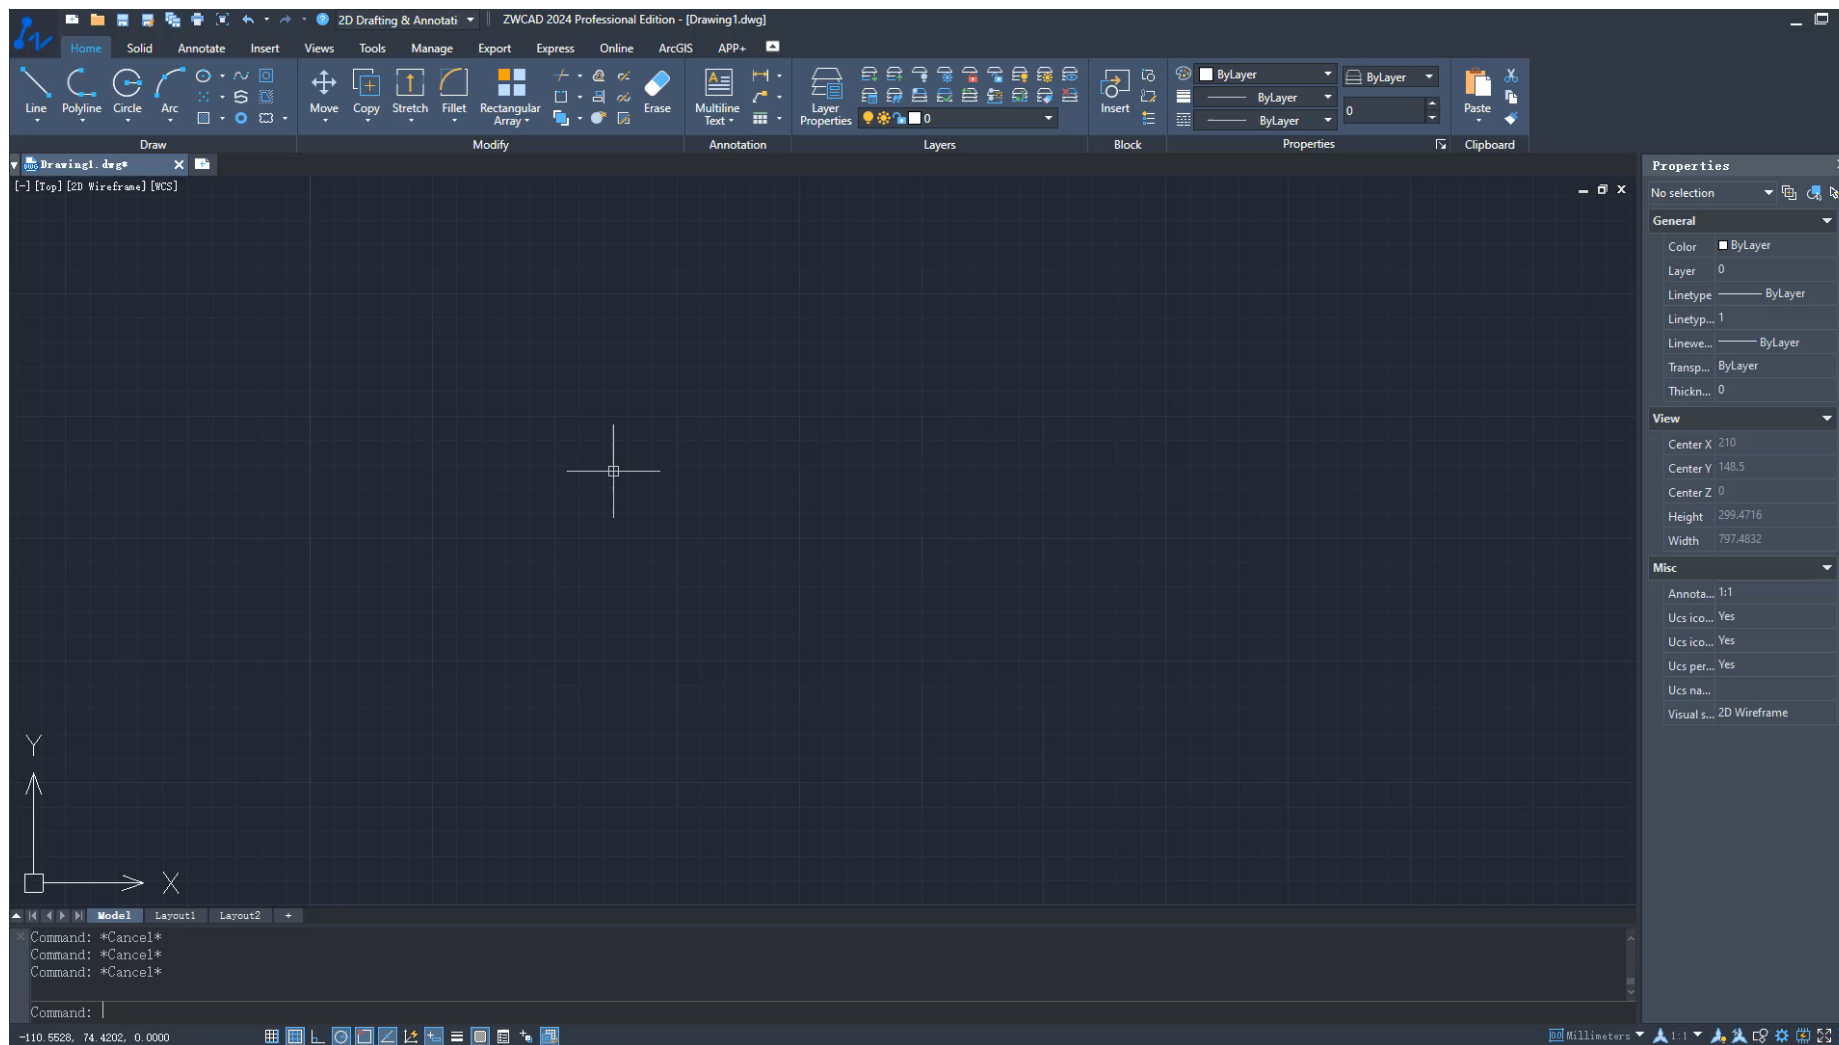 2D Drafting & Annotati
ZWCAD 2024 Professional Edition - [Drawing1.dwg]
Home Solid Annotate Insert Views Tools Manage Export Express Online ArcGIS APP+
Line Polyline Circle Arc
Draw
Move Copy Stretch Fillet Rectangular Array Erase
Modify
Multiline Text
Annotation
Layer Properties
0
Layers
Insert
Block
ByLayer
ByLayer
ByLayer
ByLayer
0
Properties
Paste
Clipboard
Drawing1.dwg*
[-][Top][2D Wireframe][WCS]
Properties
No selection
General
Color ByLayer
Layer 0
Linetype ByLayer
Linetyp... 1
Linewe... ByLayer
Transp... ByLayer
Thickn... 0
View
Center X 210
Center Y 148.5
Center Z 0
Height 299.4716
Width 797.4832
Misc
Annota... 1:1
Ucs ico... Yes
Ucs ico... Yes
Ucs per... Yes
Ucs na...
Visual s... 2D Wireframe
Y
X
Model Layout1 Layout2 +
Command: *Cancel*
Command: *Cancel*
Command: *Cancel*
Command:
-110.5528, 74.4202, 0.0000
Millimeters 1:1